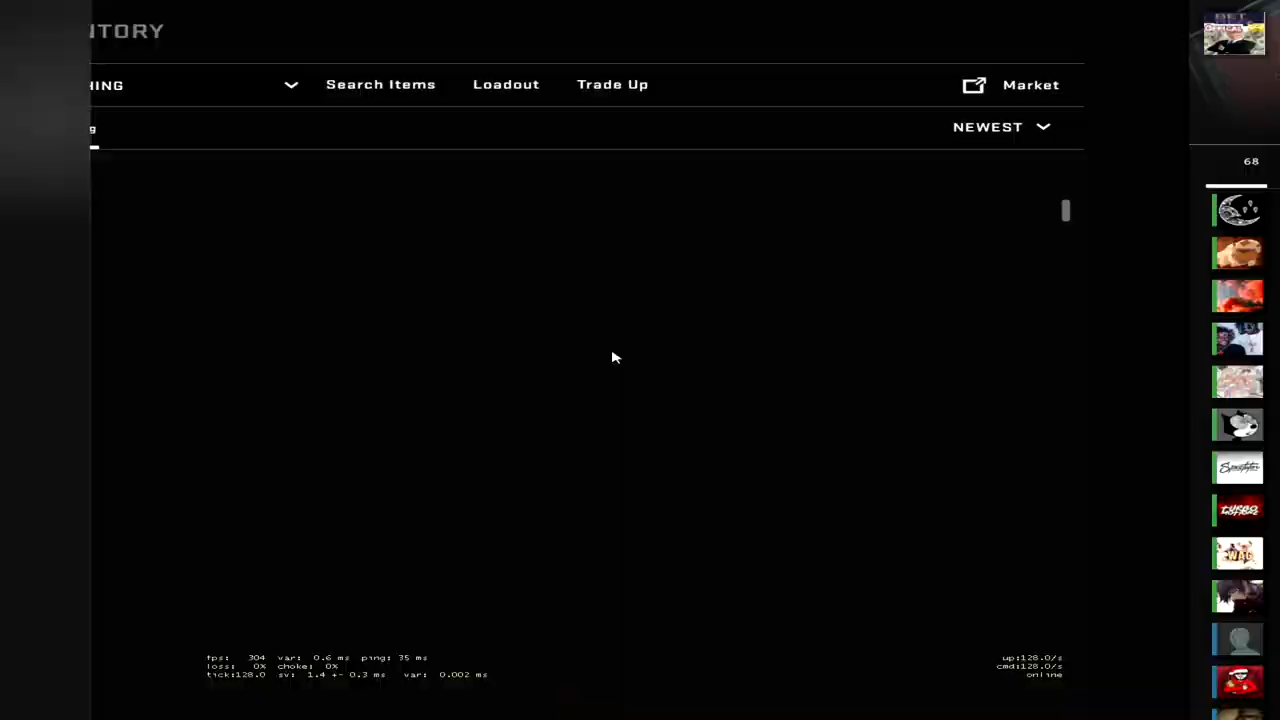 NTORY
HING
Search Items
Loadout
Trade Up
Market
g
NEWEST
68
WAG
fps: 304 var: 0.6 ms ping: 35 ms
loss: 0% choke: 0%
tick:128.0 sv: 1.4 +- 0.3 ms var: 0.002 ms
up:128.0/s
cmd:128.0/s
online